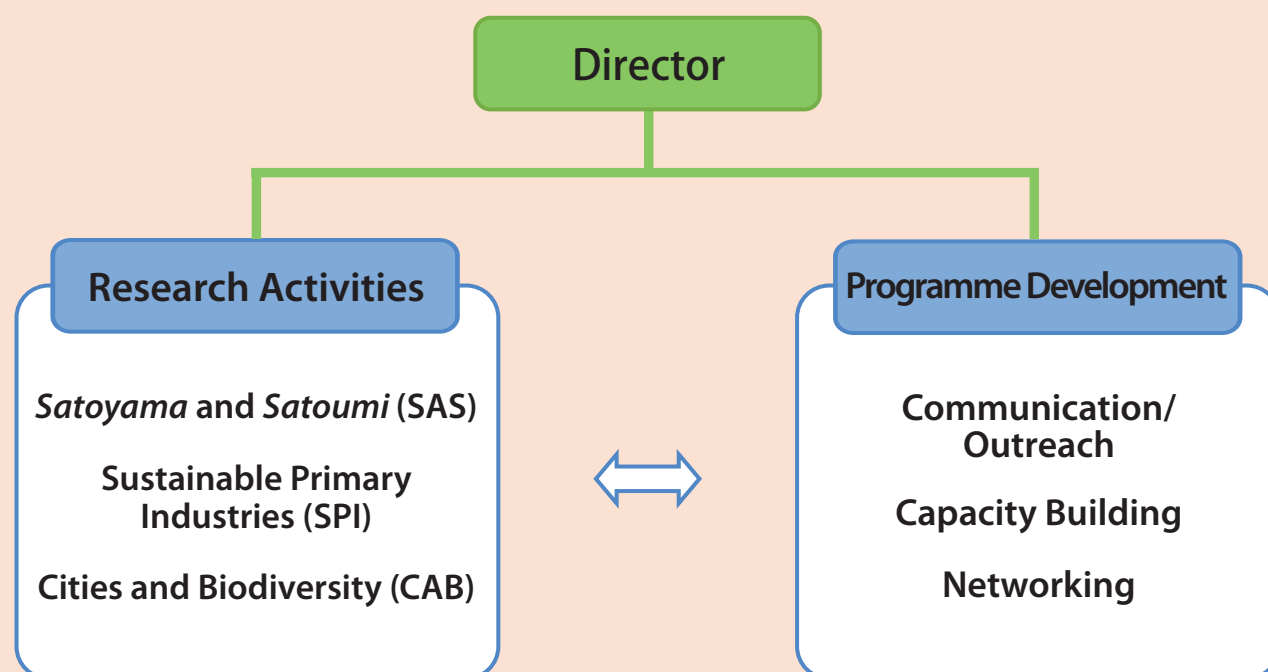 Director
Research Activities
Satoyama and Satoumi (SAS)
Sustainable Primary
Industries (SPI)
Cities and Biodiversity (CAB)
Programme Development
Communication/
Outreach
Capacity Building
Networking